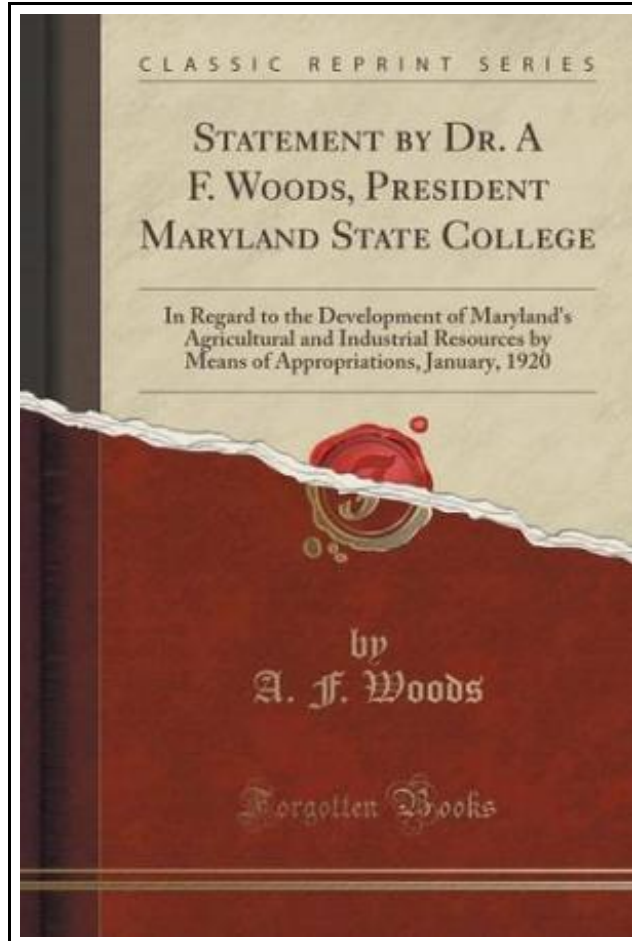 CLASSIC REPRINT SERIES
STATEMENT BY DR. A
F. WOODS, PRESIDENT
MARYLAND STATE COLLEGE
In Regard to the Development of Maryland's
Agricultural and Industrial Resources by
Means of Appropriations, January, 1920
F
by
A. F. Woods
Forgotten Books